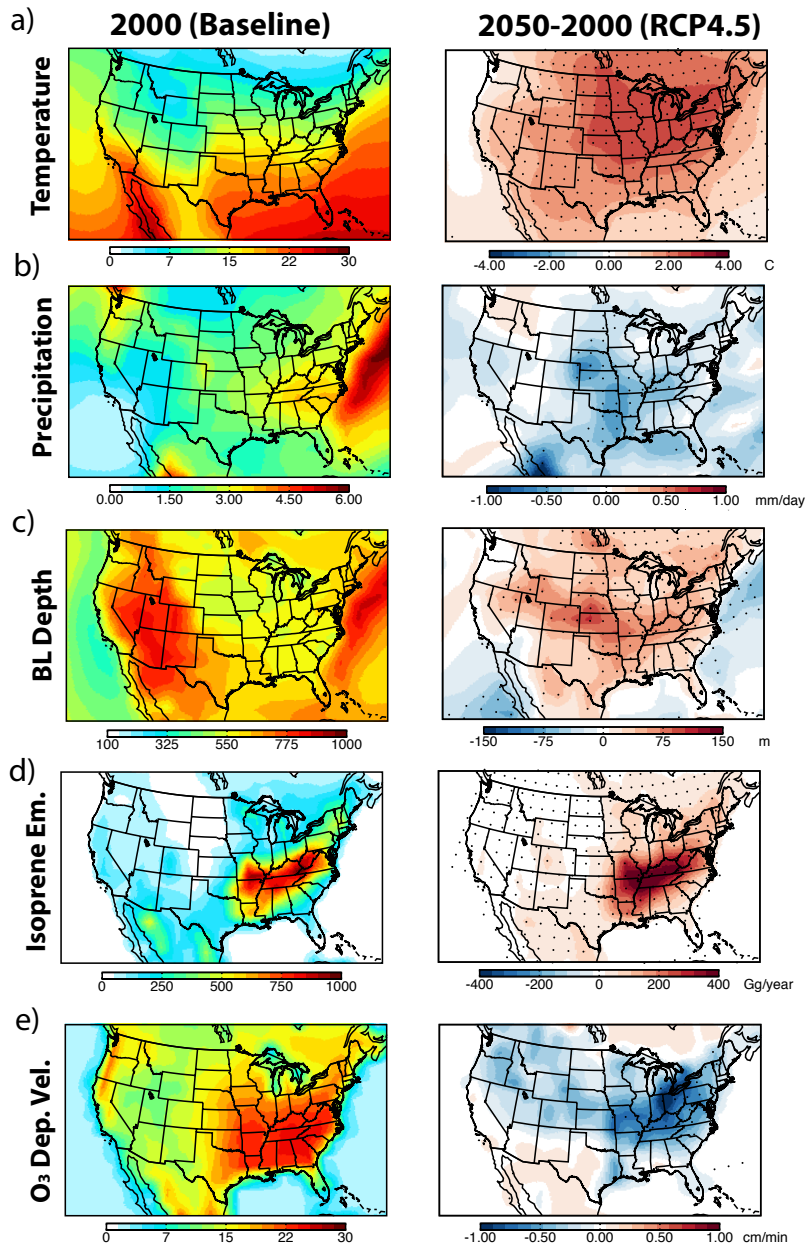 a)
2000 (Baseline)
2050-2000 (RCP4.5)
Temperature
0 7 15 22 30
-4.00 -2.00 0.00 2.00 4.00 C
b)
Precipitation
0.00 1.50 3.00 4.50 6.00
-1.00 -0.50 0.00 0.50 1.00 mm/day
c)
BL Depth
100 325 550 775 1000
-150 -75 0 75 150 m
d)
Isoprene Em.
0 250 500 750 1000
-400 -200 0 200 400 Gg/year
e)
O₃ Dep. Vel.
0 7 15 22 30
-1.00 -0.50 0.00 0.50 1.00 cm/min